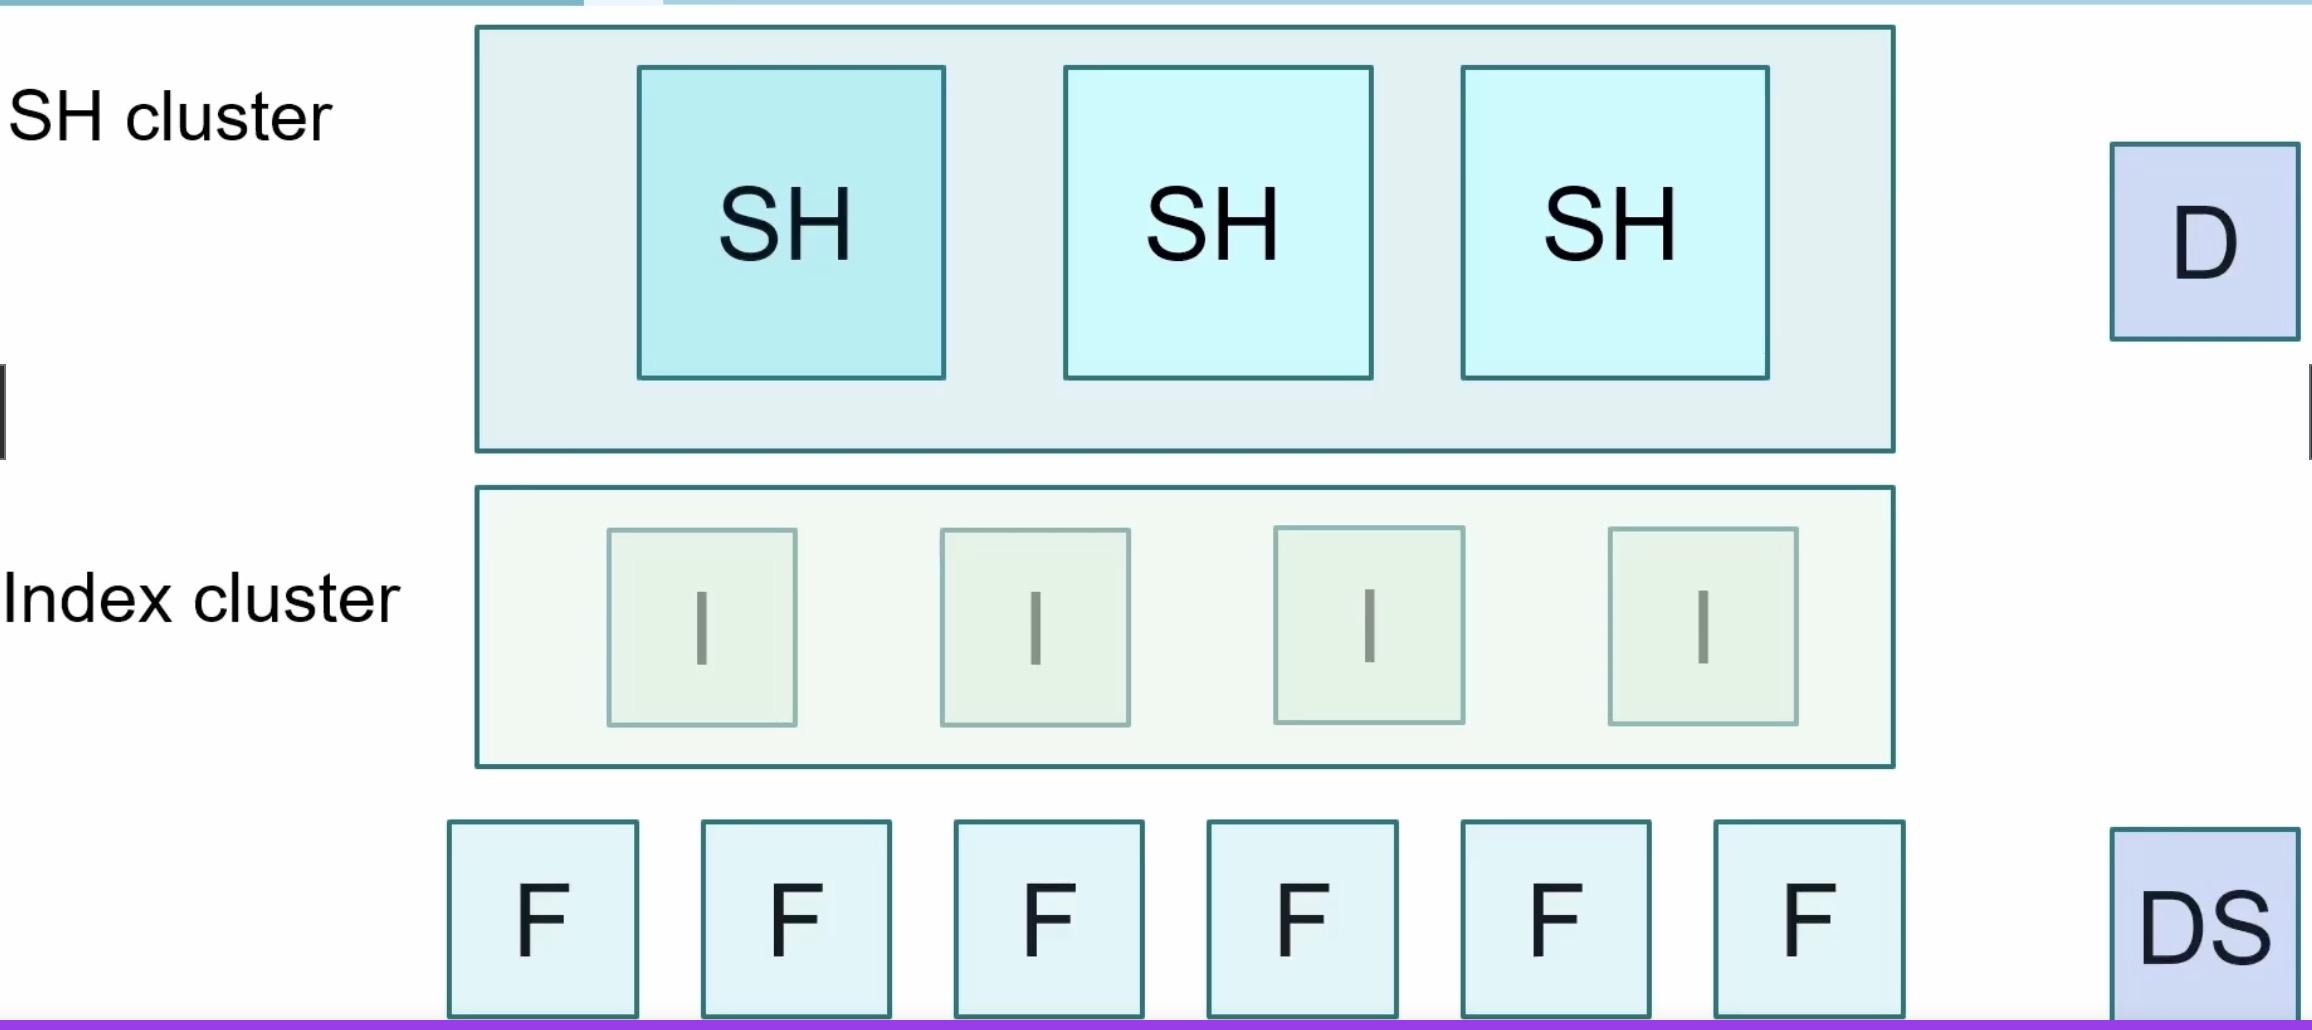 SH cluster
SH SH SH
D
Index cluster
I I I I
F F F F F F
DS